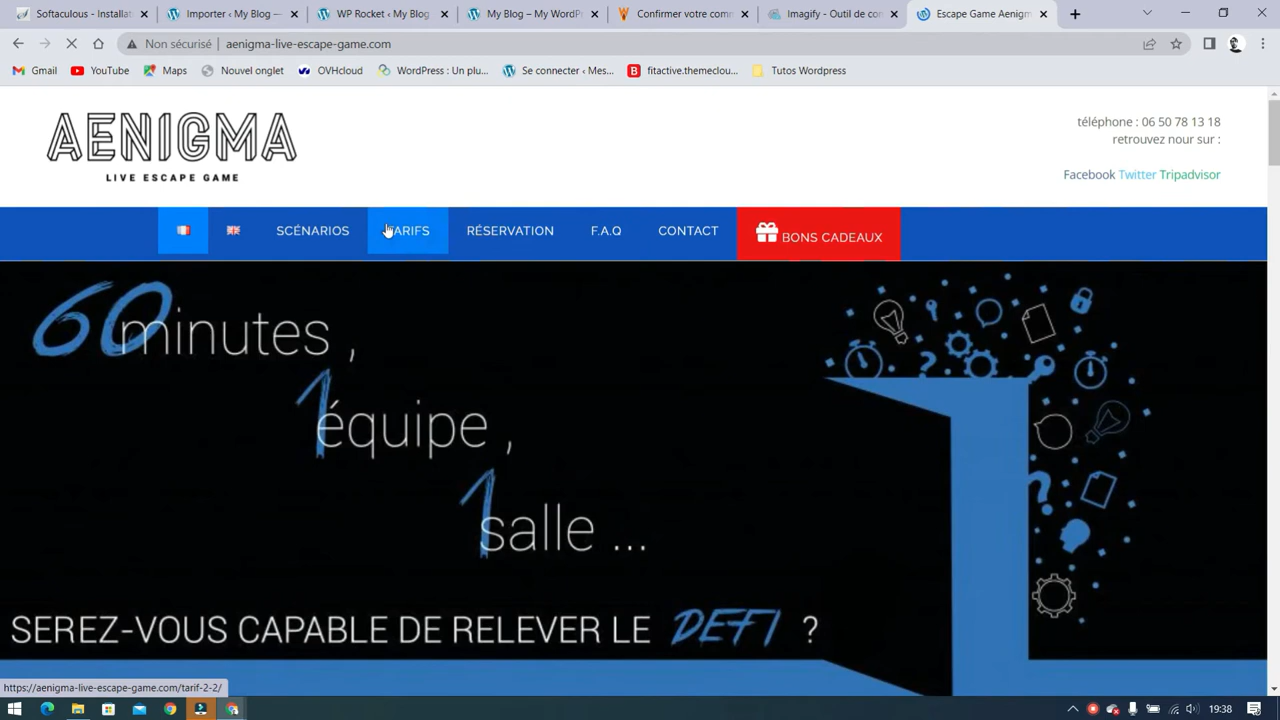 Softaculous - Installat
Importer ‹ My Blog —
WP Rocket ‹ My Blog
My Blog – My WordPr
Confirmer votre comm
Imagify - Outil de con
Escape Game Aenigm
Non sécurisé | aenigma-live-escape-game.com
Gmail
YouTube
Maps
Nouvel onglet
OVHcloud
WordPress : Un plu...
Se connecter ‹ Mes...
B
fitactive.themeclou...
Tutos Wordpress
AENIGMA
LIVE ESCAPE GAME
téléphone : 06 50 78 13 18
retrouvez nour sur :
Facebook Twitter Tripadvisor
SCÉNARIOS
TARIFS
RÉSERVATION
F.A.Q
CONTACT
BONS CADEAUX
60 minutes ,
1 équipe ,
1 salle ...
SEREZ-VOUS CAPABLE DE RELEVER LE DEFI ?
https://aenigma-live-escape-game.com/tarif-2-2/
19:38